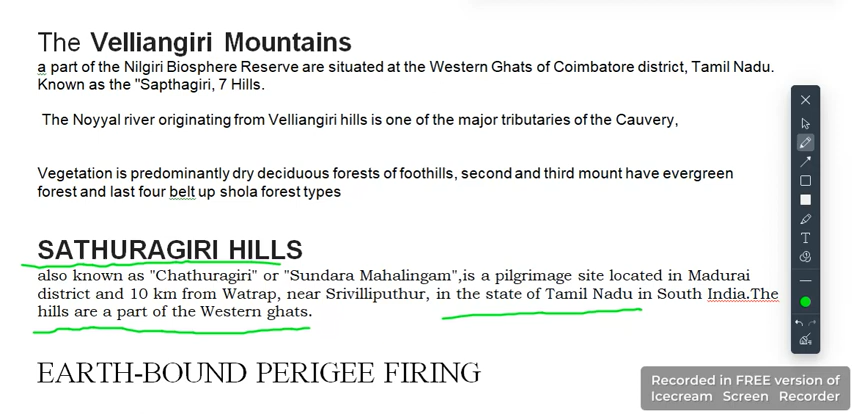 The Velliangiri Mountains
a part of the Nilgiri Biosphere Reserve are situated at the Western Ghats of Coimbatore district, Tamil Nadu.
Known as the "Sapthagiri, 7 Hills.
The Noyyal river originating from Velliangiri hills is one of the major tributaries of the Cauvery,
Vegetation is predominantly dry deciduous forests of foothills, second and third mount have evergreen
forest and last four belt up shola forest types
SATHURAGIRI HILLS
also known as "Chathuragiri" or "Sundara Mahalingam",is a pilgrimage site located in Madurai
district and 10 km from Watrap, near Srivilliputhur, in the state of Tamil Nadu in South India.The
hills are a part of the Western ghats.
EARTH-BOUND PERIGEE FIRING
Recorded in FREE version of
Icecream Screen Recorder